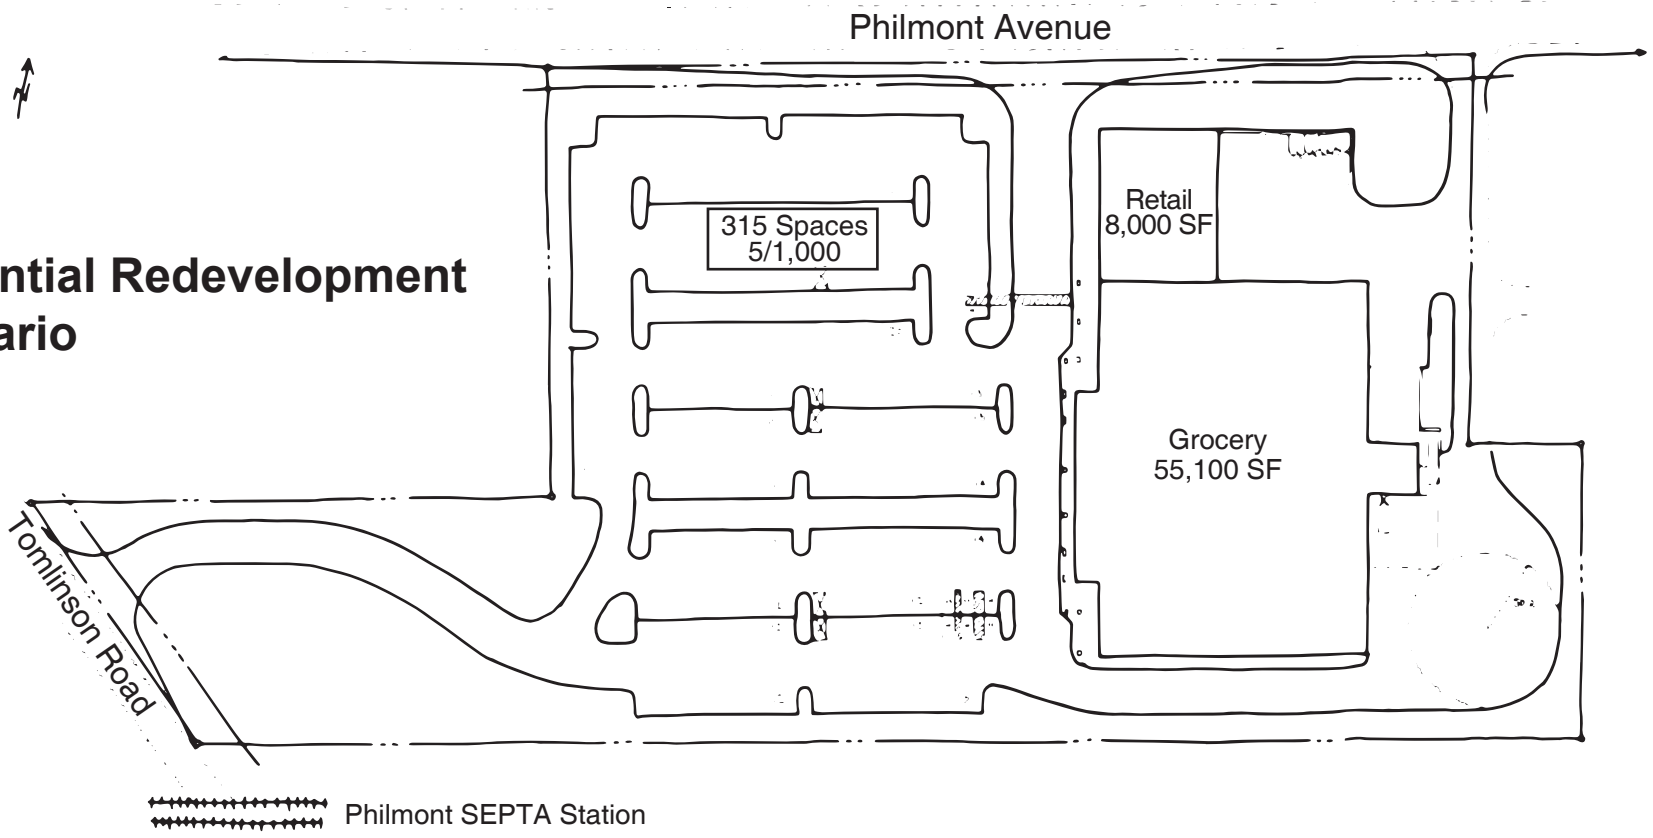 Philmont Avenue
Retail
8,000 SF
315 Spaces
5/1,000
ntial Redevelopment
ario
Grocery
55,100 SF
Tomlinson Road
Philmont SEPTA Station